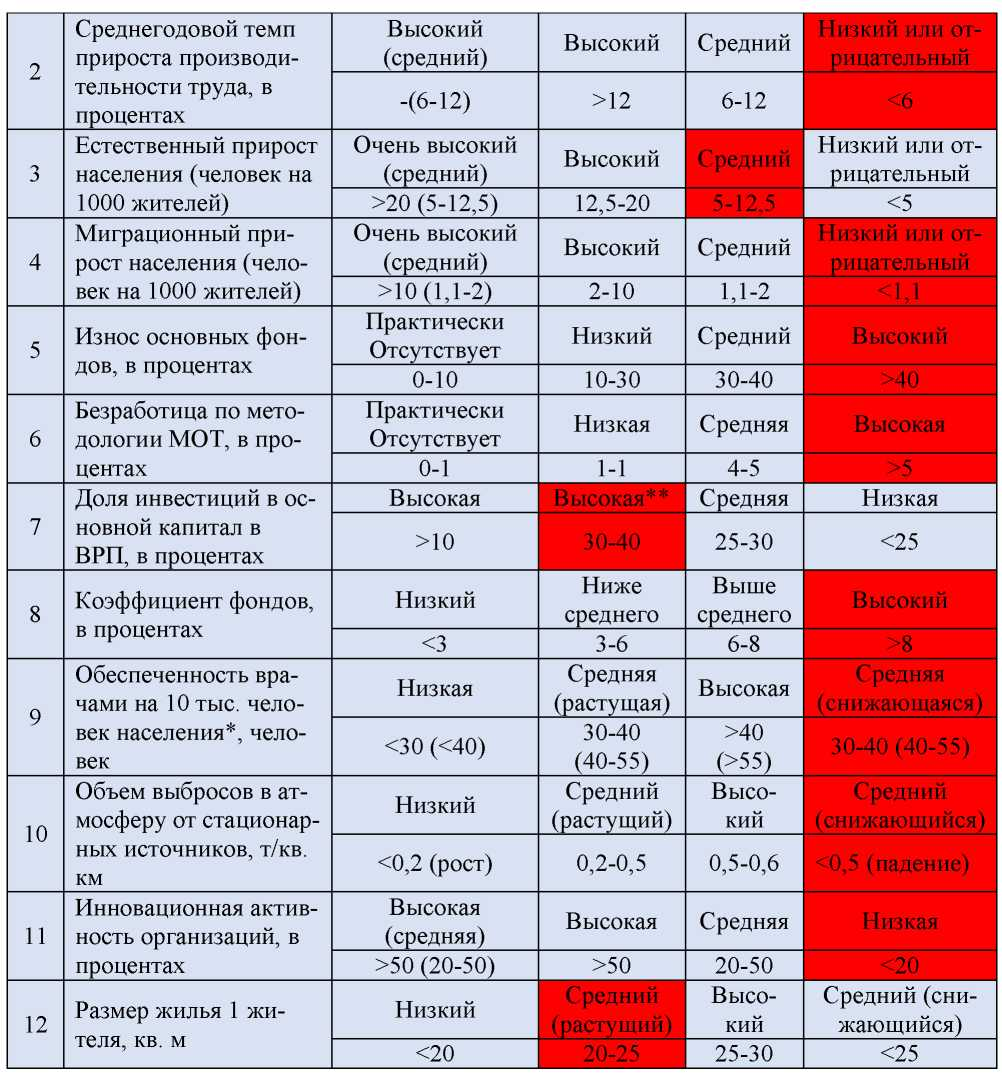 2
Среднегодовой темп
прироста производи-
тельности труда, в
процентах
Высокий
(средний)
Высокий
Средний
Низкий или от-
рицательный
-(6-12)
>12
6-12
<6
3
Естественный прирост
населения (человек на
1000 жителей)
Очень высокий
(средний)
Высокий
Средний
Низкий или от-
рицательный
>20 (5-12,5)
12,5-20
5-12,5
<5
4
Миграционный при-
рост населения (чело-
век на 1000 жителей)
Очень высокий
(средний)
Высокий
Средний
Низкий или от-
рицательный
>10 (1,1-2)
2-10
1,1-2
<1,1
5
Износ основных фон-
дов, в процентах
Практически
Отсутствует
Низкий
Средний
Высокий
0-10
10-30
30-40
>40
6
Безработица по мето-
дологии МОТ, в про-
центах
Практически
Отсутствует
Низкая
Средняя
Высокая
0-1
1-1
4-5
>5
7
Доля инвестиций в ос-
новной капитал в
ВРП, в процентах
Высокая
Высокая**
Средняя
Низкая
>10
30-40
25-30
<25
8
Коэффициент фондов,
в процентах
Низкий
Ниже
среднего
Выше
среднего
Высокий
<3
3-6
6-8
>8
9
Обеспеченность вра-
чами на 10 тыс. чело-
век населения*, чело-
век
Низкая
Средняя
(растущая)
Высокая
Средняя
(снижающаяся)
<30 (<40)
30-40
(40-55)
>40
(>55)
30-40 (40-55)
10
Объем выбросов в ат-
мосферу от стационар-
ных источников, т/кв.
км
Низкий
Средний
(растущий)
Высо-
кий
Средний
(снижающийся)
<0,2 (рост)
0,2-0,5
0,5-0,6
<0,5 (падение)
11
Инновационная актив-
ность организаций, в
процентах
Высокая
(средняя)
Высокая
Средняя
Низкая
>50 (20-50)
>50
20-50
<20
12
Размер жилья 1 жи-
теля, кв. м
Низкий
Средний
(растущий)
Высо-
кий
Средний (сни-
жающийся)
<20
20-25
25-30
<25